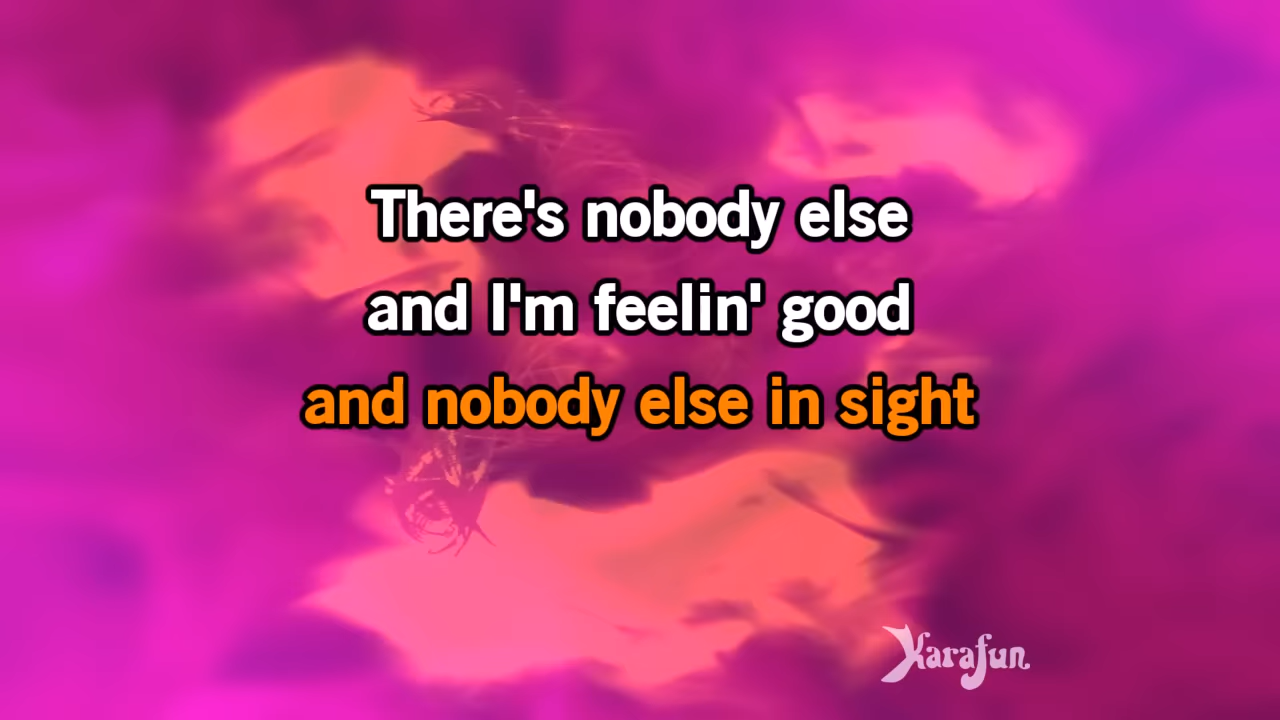 There's nobody else
and I'm feelin' good
and nobody else in sight
Karafun